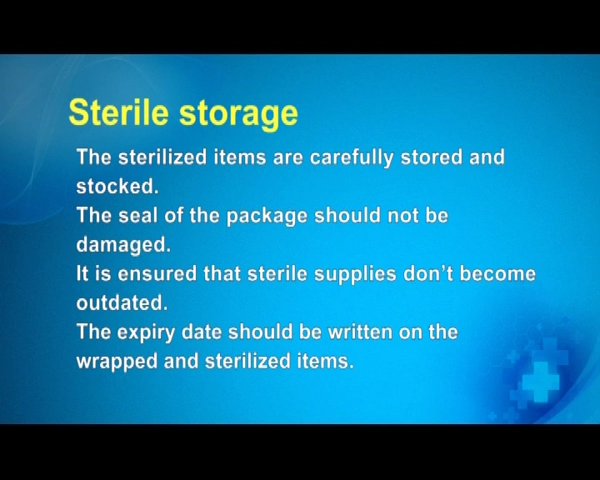 Sterile storage
The sterilized items are carefully stored and
stocked.
The seal of the package should not be
damaged.
It is ensured that sterile supplies don't become
outdated.
The expiry date should be written on the
wrapped and sterilized items.